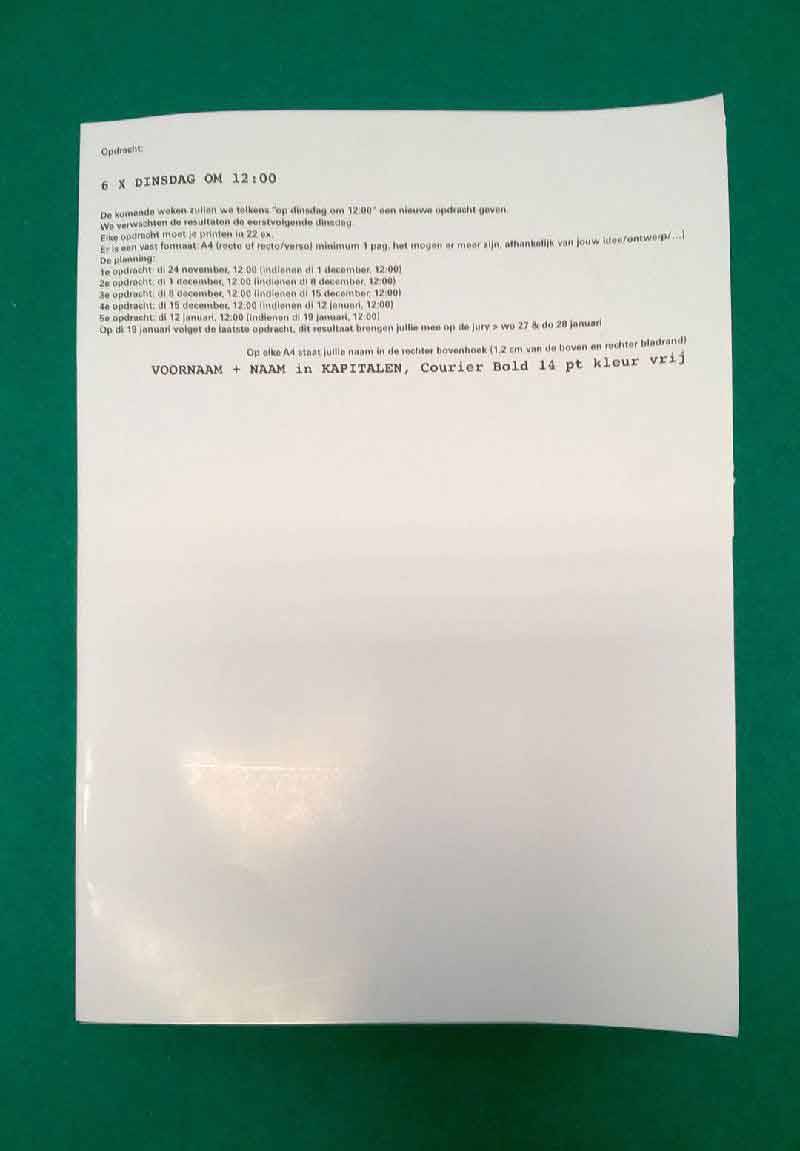 Opdracht:
6 X DINSDAG OM 12:00
De komende weken zullen we telkens "op dinsdag om 12:00" een nieuwe opdracht geven.
We verwachten de resultaten de eerstvolgende dinsdag.
Elke opdracht moet je printen in 22 ex.
Er is een vast formaat: A4 (recto of recto/verso) minimum 1 pag, het mogen er meer zijn, afhankelijk van jouw idee/ontwerp/...)
De planning:
1e opdracht: di 24 november, 12:00 (indienen di 1 december, 12:00)
2e opdracht: di 1 december, 12:00 (indienen di 8 december, 12:00)
3e opdracht: di 8 december, 12:00 (indienen di 15 december, 12:00)
4e opdracht: di 15 december, 12:00 (indienen di 12 januari, 12:00)
5e opdracht: di 12 januari, 12:00 (indienen di 19 januari, 12:00)
Op di 19 januari volgt de laatste opdracht, dit resultaat brengen jullie mee op de jury > wo 27 & do 28 januari
Op elke A4 staat jullie naam in de rechter bovenhoek (1,2 cm van de boven en rechter bladrand)
VOORNAAM + NAAM in KAPITALEN, Courier Bold 14 pt kleur vrij